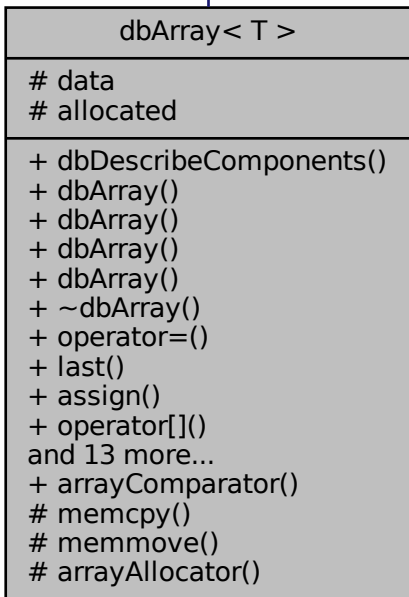 dbArray< T >
# data
# allocated
+ dbDescribeComponents()
+ dbArray()
+ dbArray()
+ dbArray()
+ dbArray()
+ ~dbArray()
+ operator=()
+ last()
+ assign()
+ operator[]()
and 13 more...
+ arrayComparator()
# memcpy()
# memmove()
# arrayAllocator()